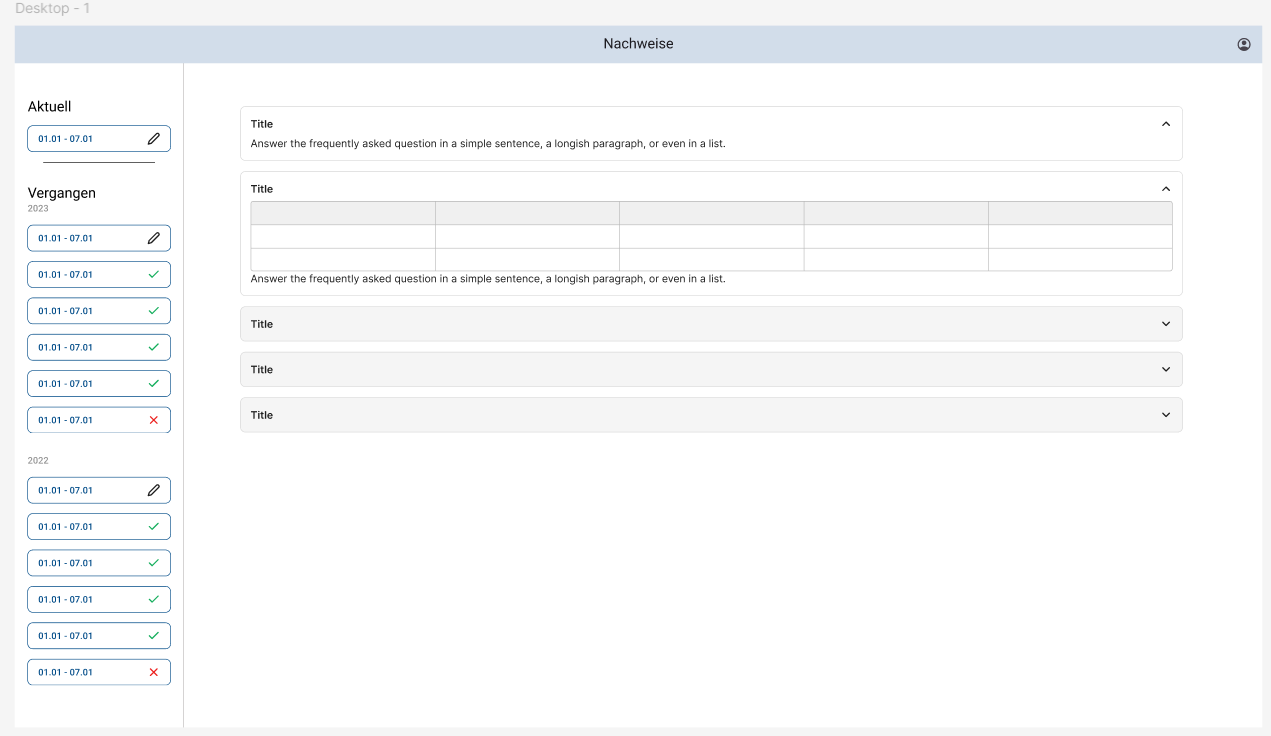 Desktop - 1
Nachweise
Aktuell
01.01 - 07.01
Vergangen
2023
01.01 - 07.01
01.01 - 07.01
01.01 - 07.01
01.01 - 07.01
01.01 - 07.01
01.01 - 07.01
2022
01.01 - 07.01
01.01 - 07.01
01.01 - 07.01
01.01 - 07.01
01.01 - 07.01
01.01 - 07.01
Title
Answer the frequently asked question in a simple sentence, a longish paragraph, or even in a list.
Title
Answer the frequently asked question in a simple sentence, a longish paragraph, or even in a list.
Title
Title
Title